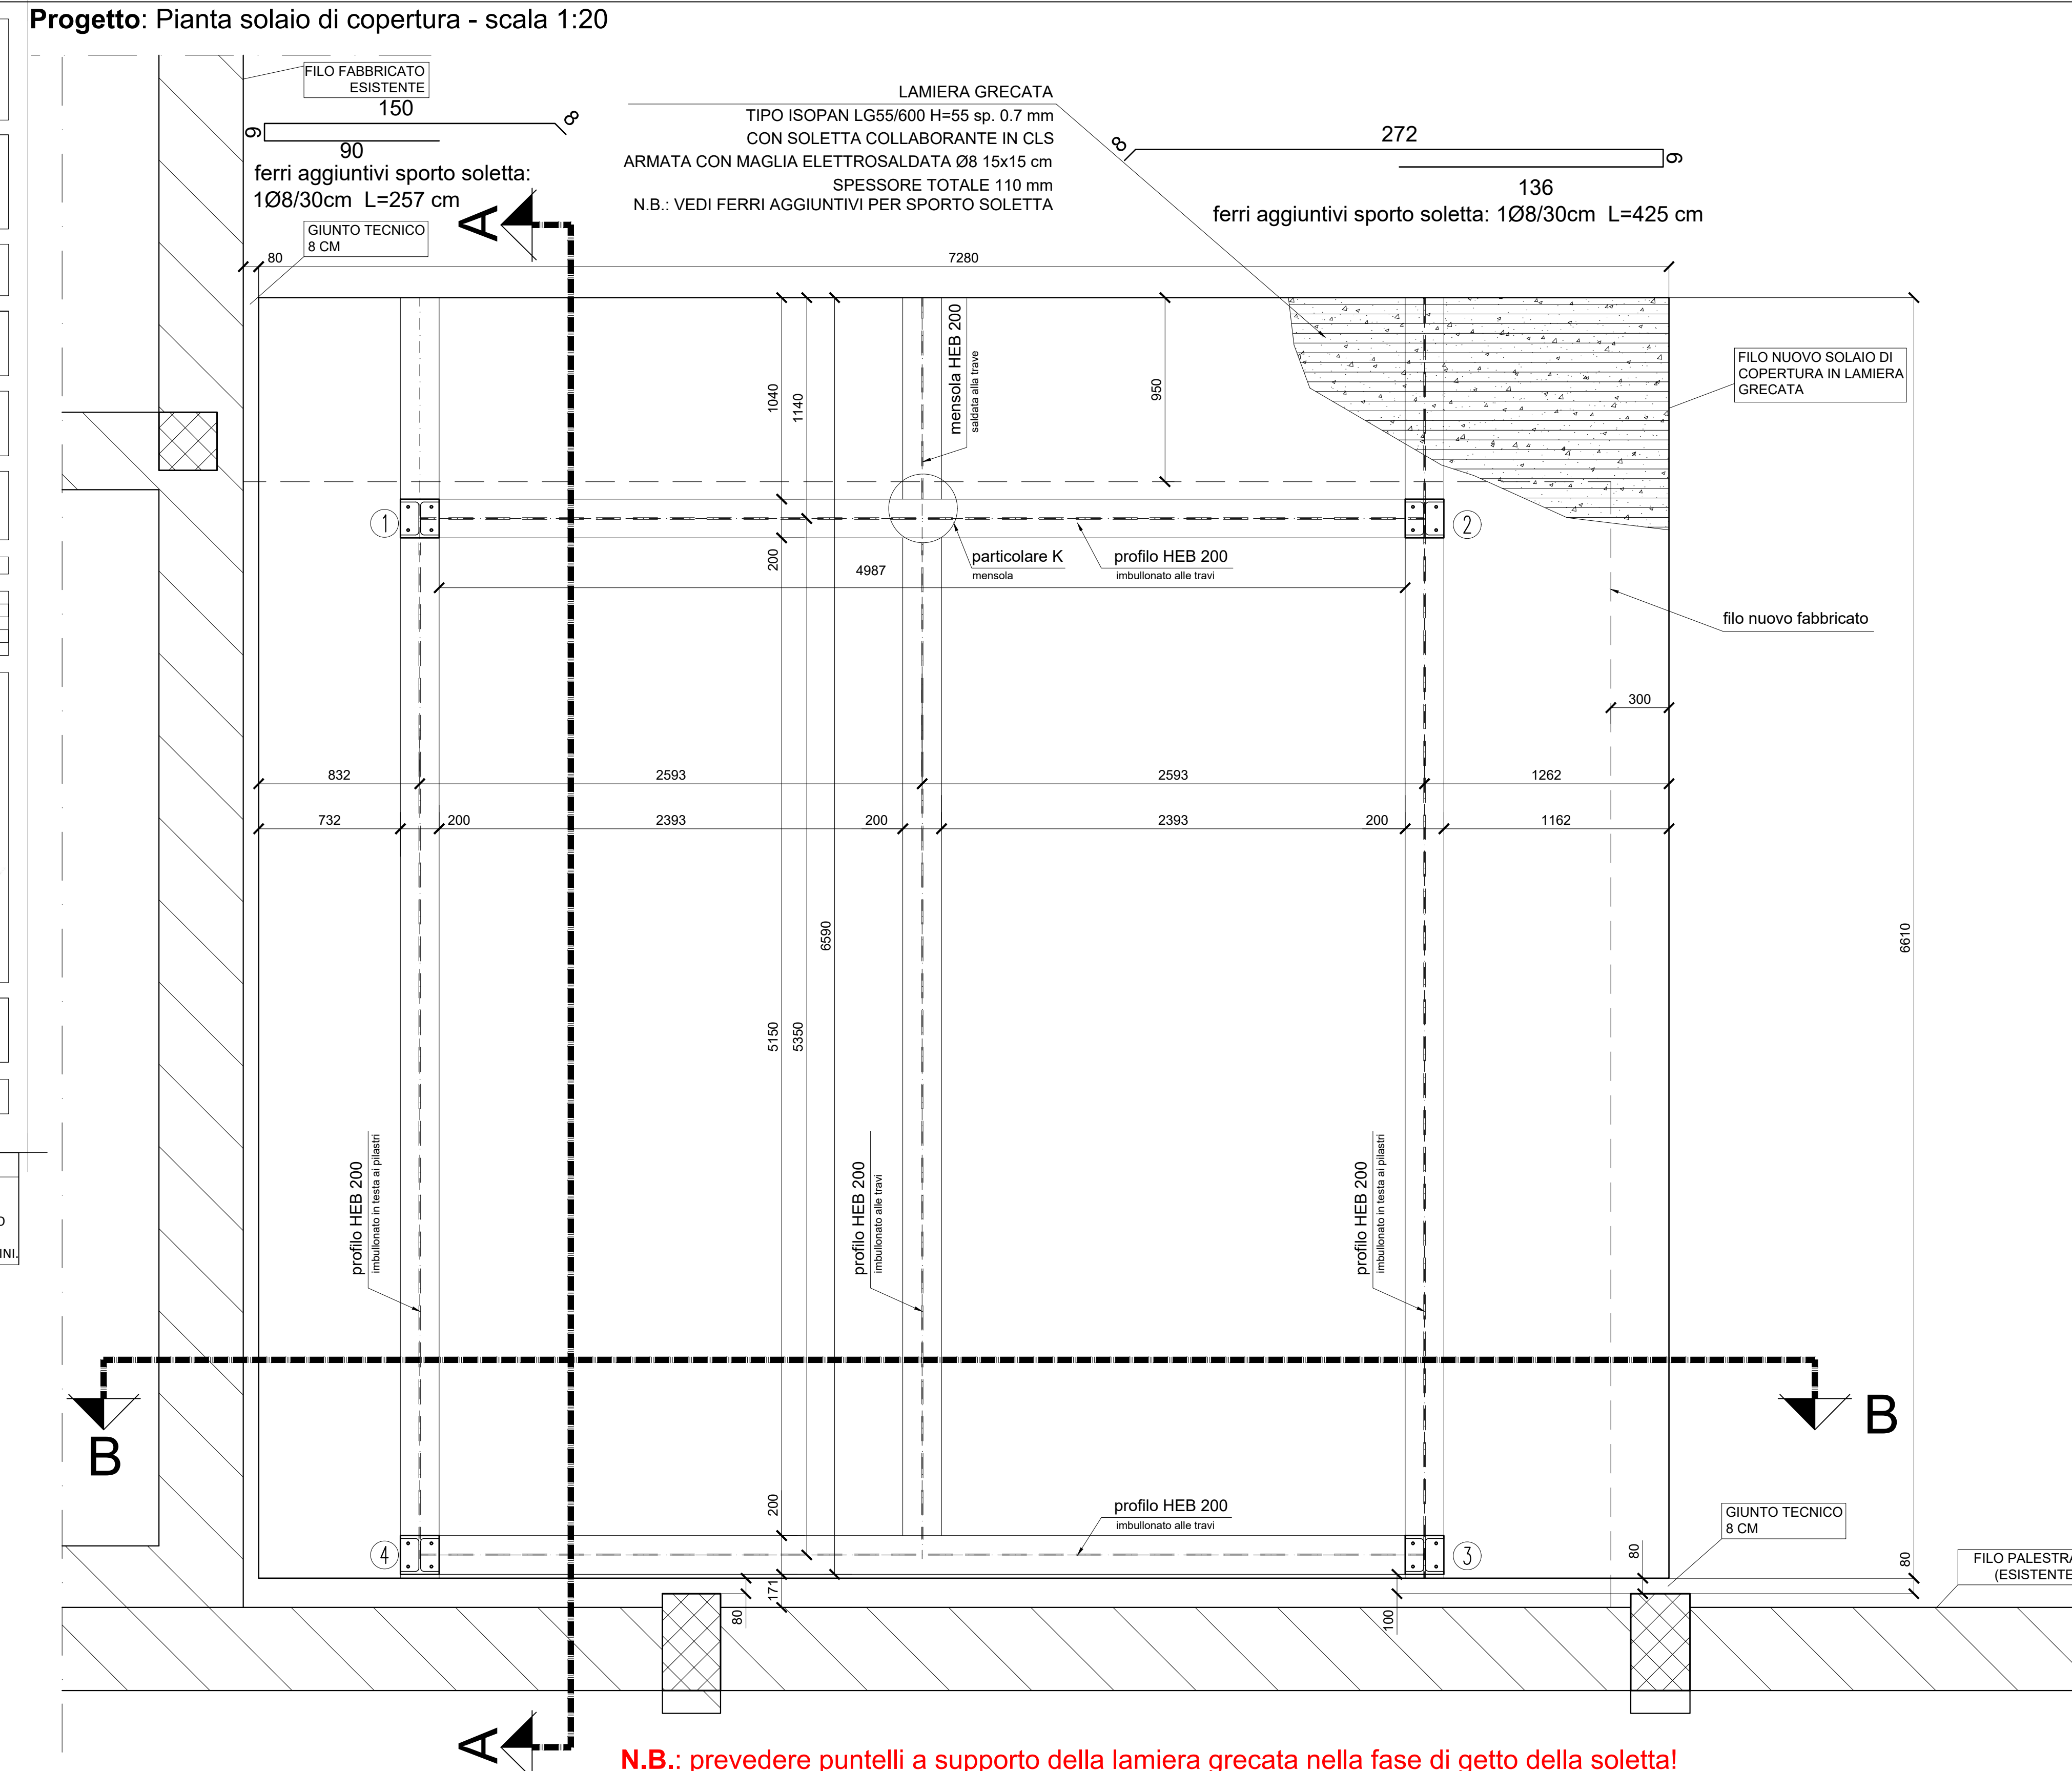 Progetto: Pianta solaio di copertura - scala 1:20
FILO FABBRICATO
ESISTENTE
150
8
9
90
ferri aggiuntivi sporto soletta:
1Ø8/30cm L=257 cm
GIUNTO TECNICO
8 CM
LAMIERA GRECATA
TIPO ISOPAN LG55/600 H=55 sp. 0.7 mm
CON SOLETTA COLLABORANTE IN CLS
ARMATA CON MAGLIA ELETTROSALDATA Ø8 15x15 cm
SPESSORE TOTALE 110 mm
N.B.: VEDI FERRI AGGIUNTIVI PER SPORTO SOLETTA
8
272
9
136
ferri aggiuntivi sporto soletta: 1Ø8/30cm L=425 cm
A
80
7280
1040
1140
mensola HEB 200
saldata alla trave
950
FILO NUOVO SOLAIO DI
COPERTURA IN LAMIERA
GRECATA
1
2
200
4987
particolare K
mensola
profilo HEB 200
imbullonato alle travi
filo nuovo fabbricato
300
832
2593
2593
1262
732
200
2393
200
2393
200
1162
6590
6610
5150
5350
profilo HEB 200
imbullonato in testa ai pilastri
profilo HEB 200
imbullonato alle travi
profilo HEB 200
imbullonato in testa ai pilastri
O
INI.
B
B
200
profilo HEB 200
imbullonato alle travi
GIUNTO TECNICO
8 CM
4
3
80
80
FILO PALESTRA
(ESISTENTE
171
80
100
A
N.B.: prevedere puntelli a supporto della lamiera grecata nella fase di getto della soletta!